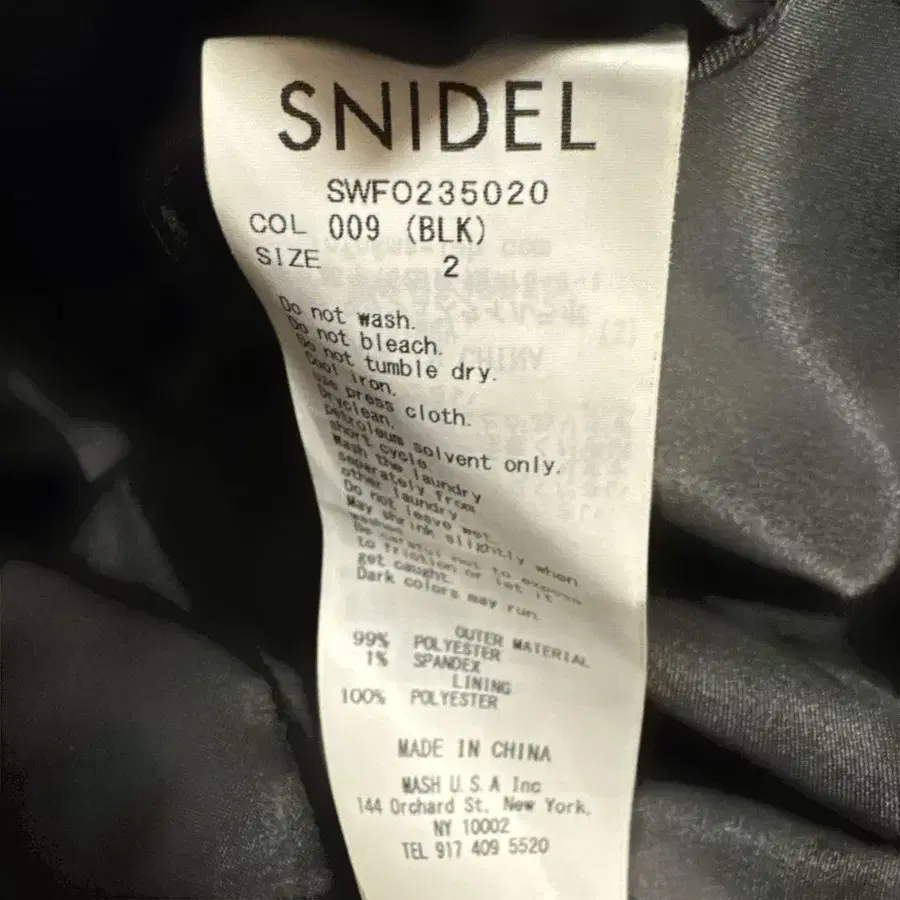 SNIDEL
SWFO235020
COL 009 (BLK)
SIZE 2
Do not wash.
Do not bleach.
Do not tumble dry.
Cool iron.
use press cloth.
Dryclean.
petroleum solvent only.
short cycle.
Wash the laundry
separately from
other laundry
Do not leave wet.
May shrink slightly when
washed.
Be careful not to expose
to friction or let it
get caught.
Dark colors may run.
OUTER MATERIAL
99% POLYESTER
1% SPANDEX
LINING
100% POLYESTER
MADE IN CHINA
MASH U.S.A Inc
144 Orchard St. New York.
NY 10002
TEL 917 409 5520